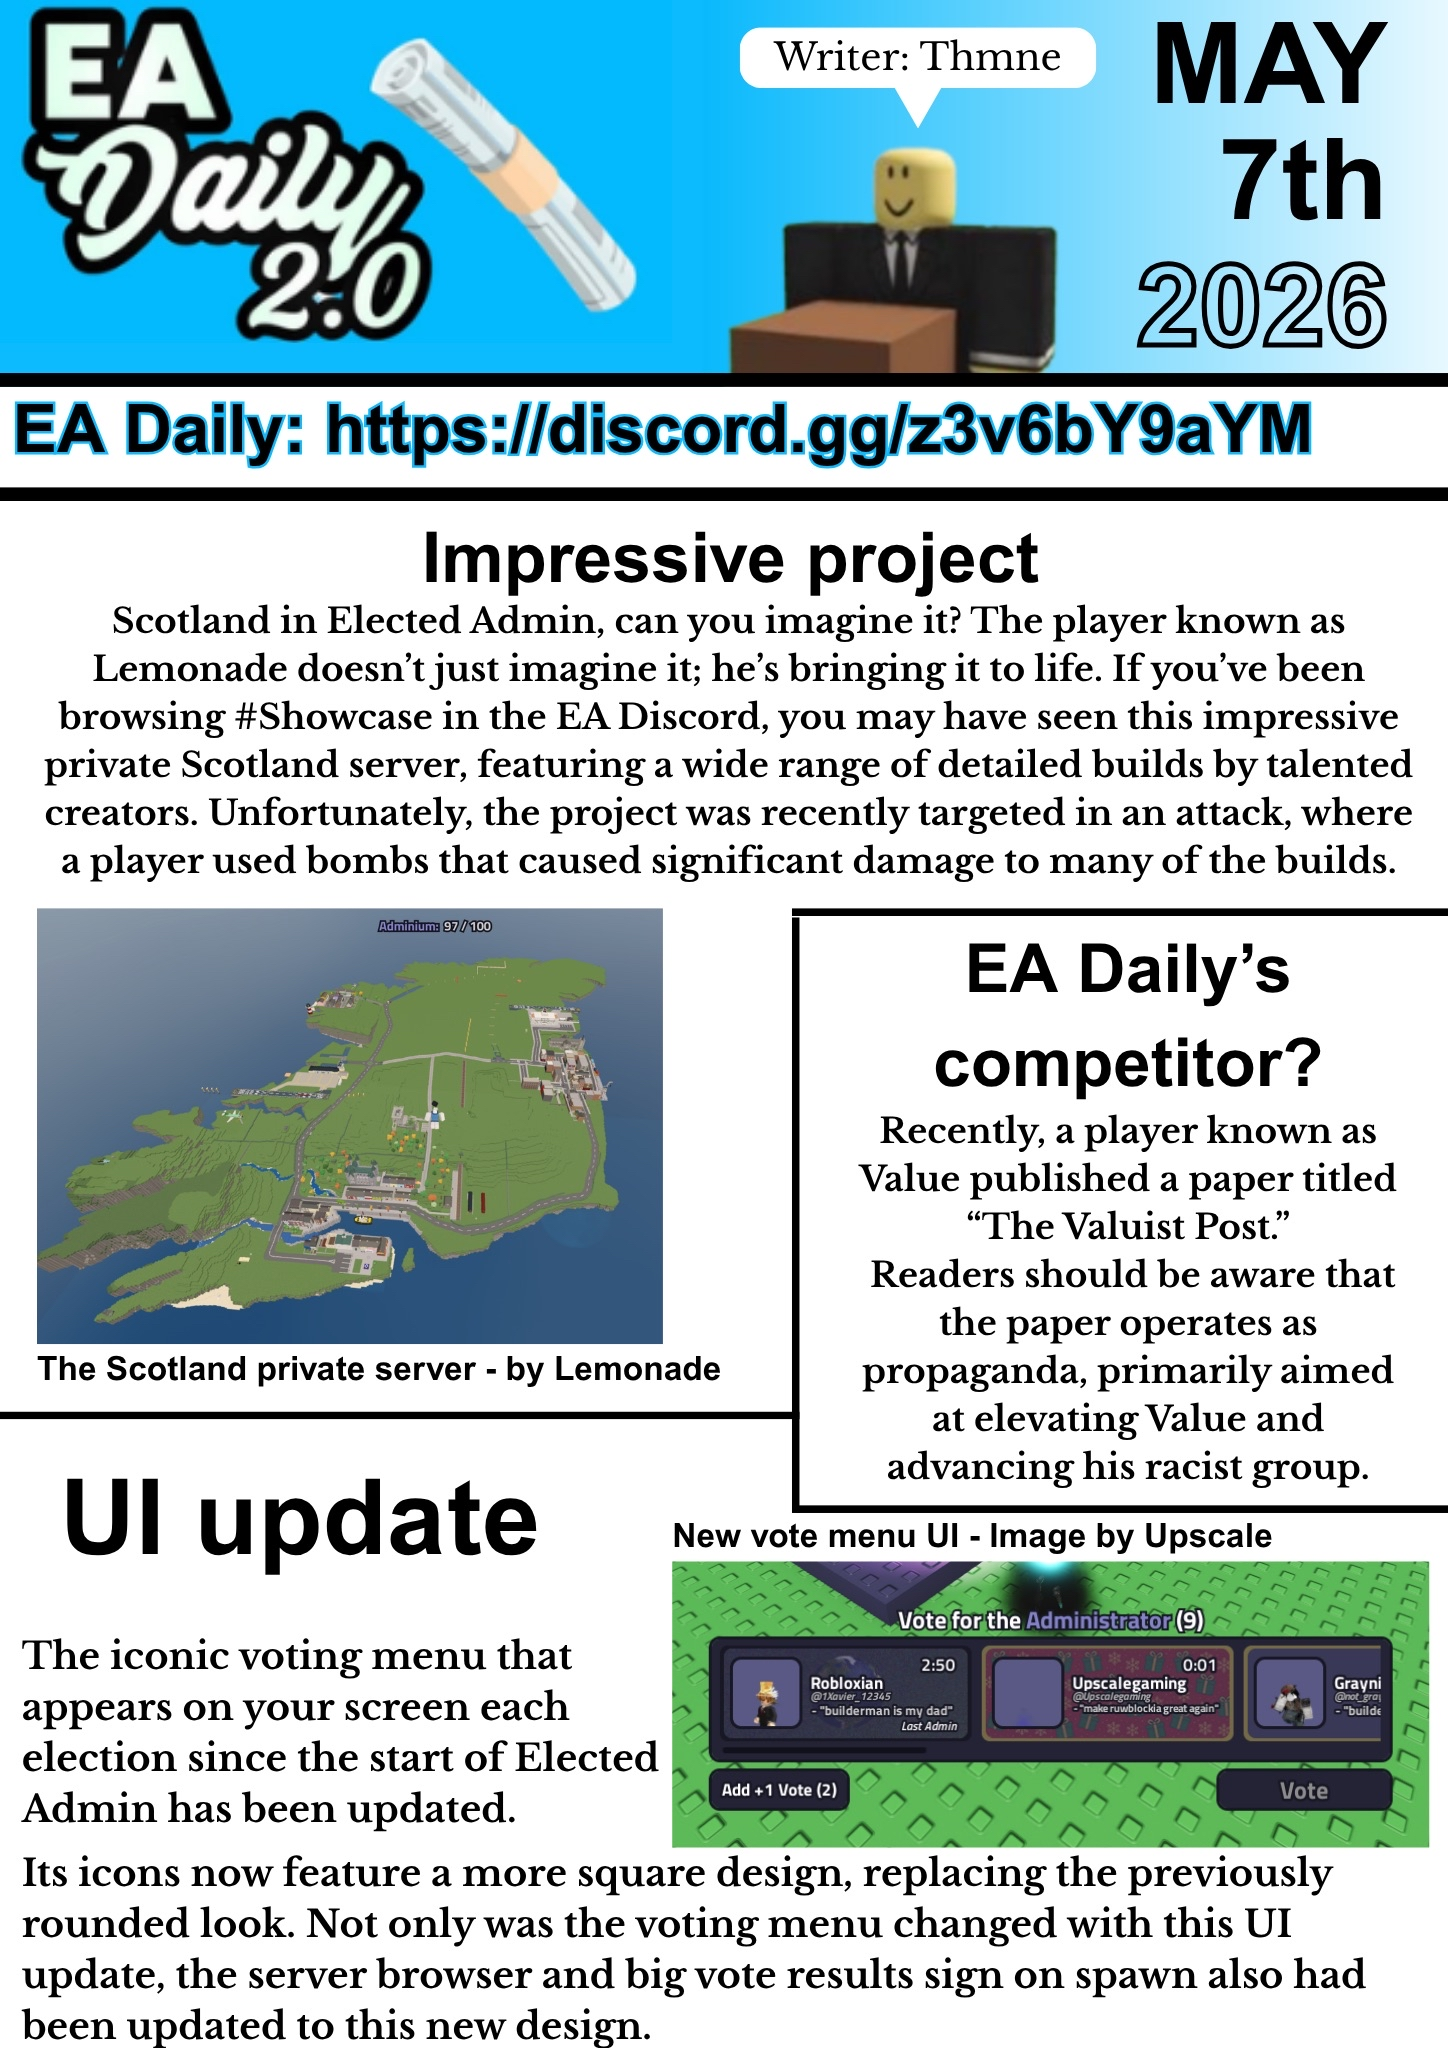 EA
Daily
2.0
Writer: Thmne
MAY
7th
2026
EA Daily: https://discord.gg/z3v6bY9aYM
Impressive project
Scotland in Elected Admin, can you imagine it? The player known as
Lemonade doesn’t just imagine it; he’s bringing it to life. If you’ve been
browsing #Showcase in the EA Discord, you may have seen this impressive
private Scotland server, featuring a wide range of detailed builds by talented
creators. Unfortunately, the project was recently targeted in an attack, where
a player used bombs that caused significant damage to many of the builds.
Adminium: 97 / 100
The Scotland private server - by Lemonade
EA Daily’s
competitor?
Recently, a player known as
Value published a paper titled
“The Valuist Post.”
Readers should be aware that
the paper operates as
propaganda, primarily aimed
at elevating Value and
advancing his racist group.
UI update
New vote menu UI - Image by Upscale
Vote for the Administrator (9)
2:50
Robloxian
@1Xavier_12345
- "builderman is my dad"
Last Admin
0:01
Upscalegaming
@Upscalegaming
- "make ruwblockia great again"
Grayni
@not_gray
- "builde
Add +1 Vote (2)
Vote
The iconic voting menu that
appears on your screen each
election since the start of Elected
Admin has been updated.
Its icons now feature a more square design, replacing the previously
rounded look. Not only was the voting menu changed with this UI
update, the server browser and big vote results sign on spawn also had
been updated to this new design.